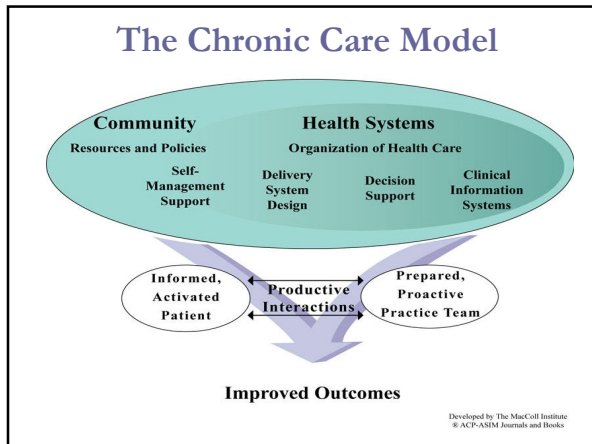 The Chronic Care Model
Community
Health Systems
Resources and Policies
Organization of Health Care
Self-
Management
Support
Delivery
System
Design
Decision
Support
Clinical
Information
Systems
Informed,
Activated
Patient
Productive
Interactions
Prepared,
Proactive
Practice Team
Improved Outcomes
Developed by The MacColl Institute
® ACP-ASIM Journals and Books